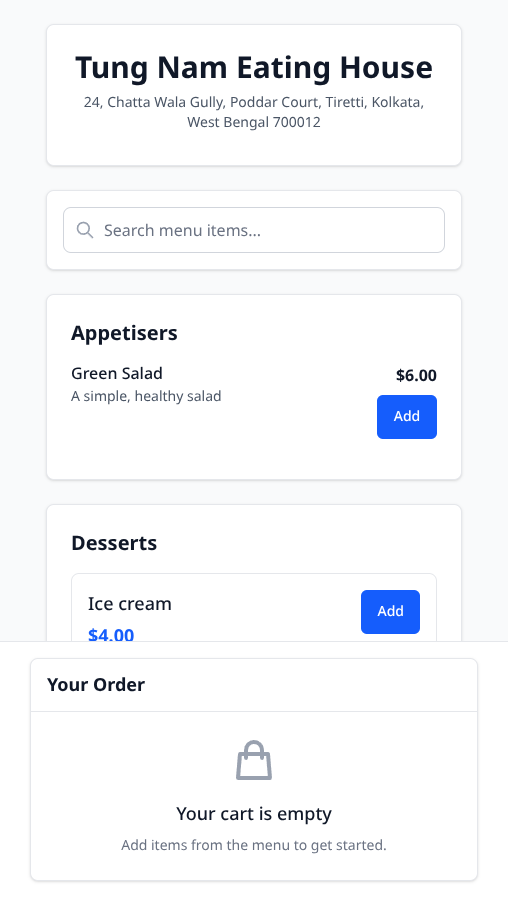 Tung Nam Eating House
24, Chatta Wala Gully, Poddar Court, Tiretti, Kolkata,
West Bengal 700012
Search menu items...
Appetisers
Green Salad
$6.00
A simple, healthy salad
Add
Desserts
Ice cream
Add
$4.00
Your Order
Your cart is empty
Add items from the menu to get started.